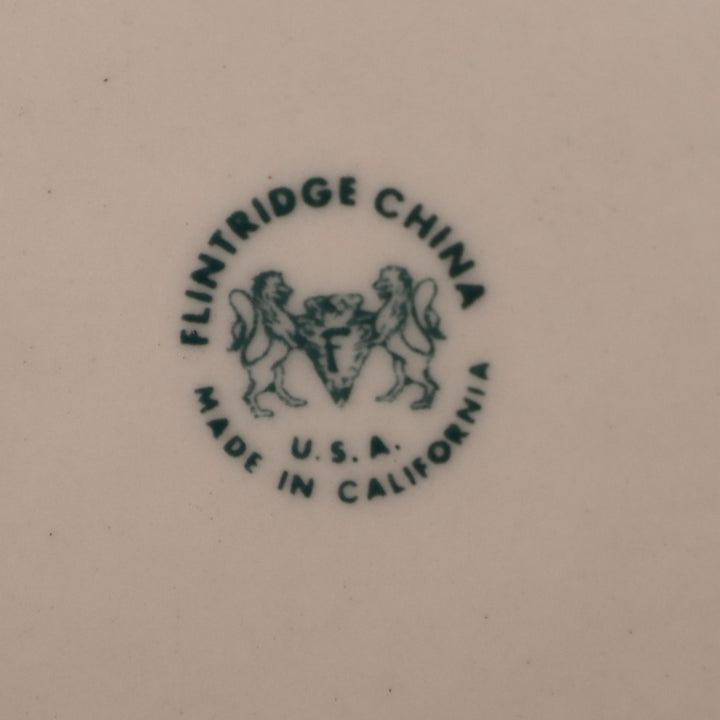 FLINTRIDGE CHINA
F
U.S.A.
MADE IN CALIFORNIA